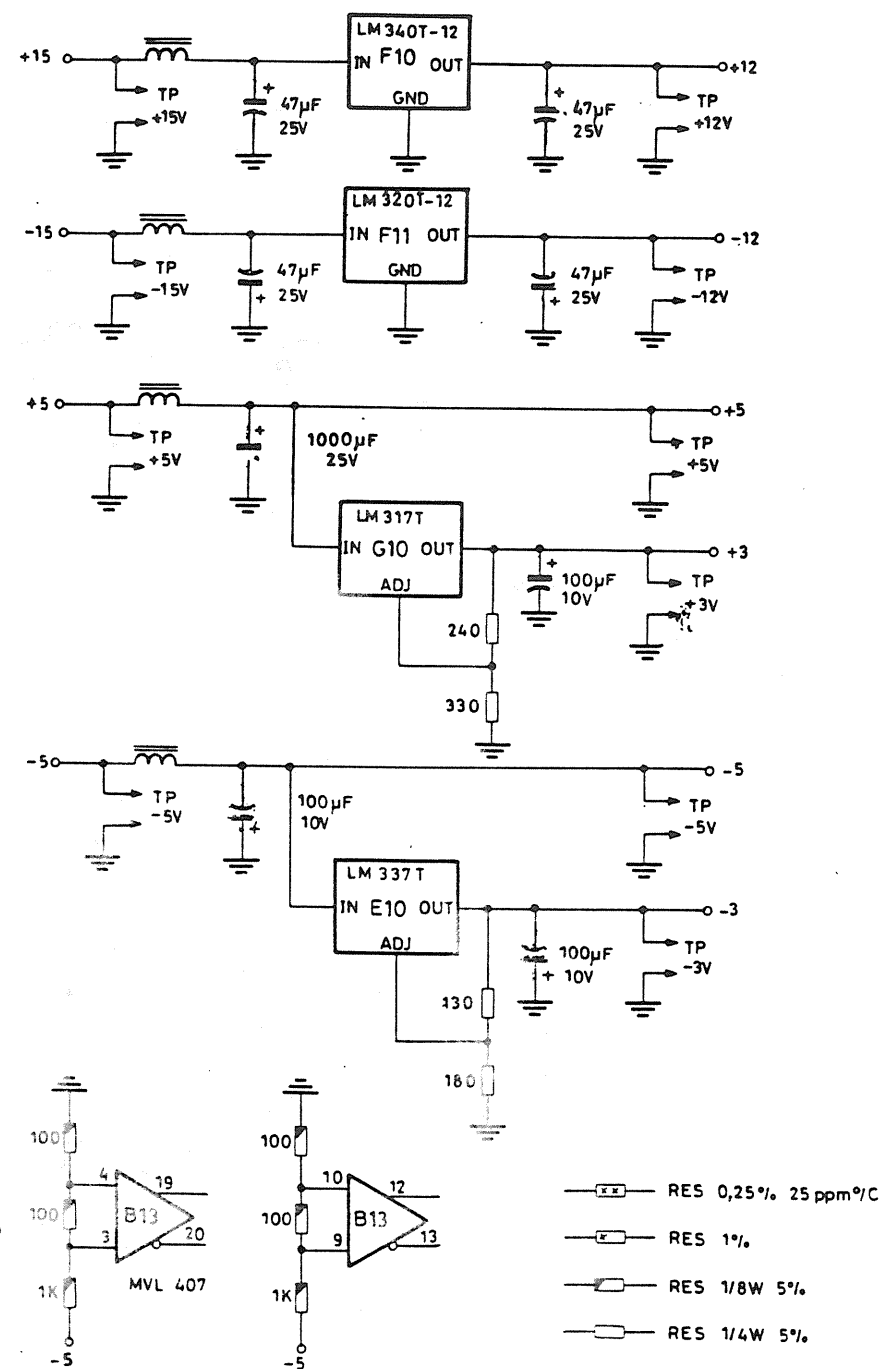 LM 340T-12
+15
IN F10 OUT
+12
GND
TP
+15V
+
47µF
25V
+
47µF
25V
TP
+12V
LM 320T-12
-15
IN F11 OUT
-12
GND
TP
-15V
47µF
25V
+
47µF
25V
+
TP
-12V
+5
+5
TP
+5V
+
1000µF
25V
TP
+5V
LM 317T
IN G10 OUT
+3
ADJ
+
100µF
10V
TP
+3V
240
330
-5
-5
TP
-5V
+
100µF
10V
TP
-5V
LM 337T
IN E10 OUT
-3
ADJ
+
100µF
10V
TP
-3V
130
180
100
4
19
100
B13
3
20
1K
MVL 407
-5
100
10
12
100
B13
9
13
1K
-5
RES 0,25% 25 ppm°/C
RES 1%
RES 1/8W 5%
RES 1/4W 5%